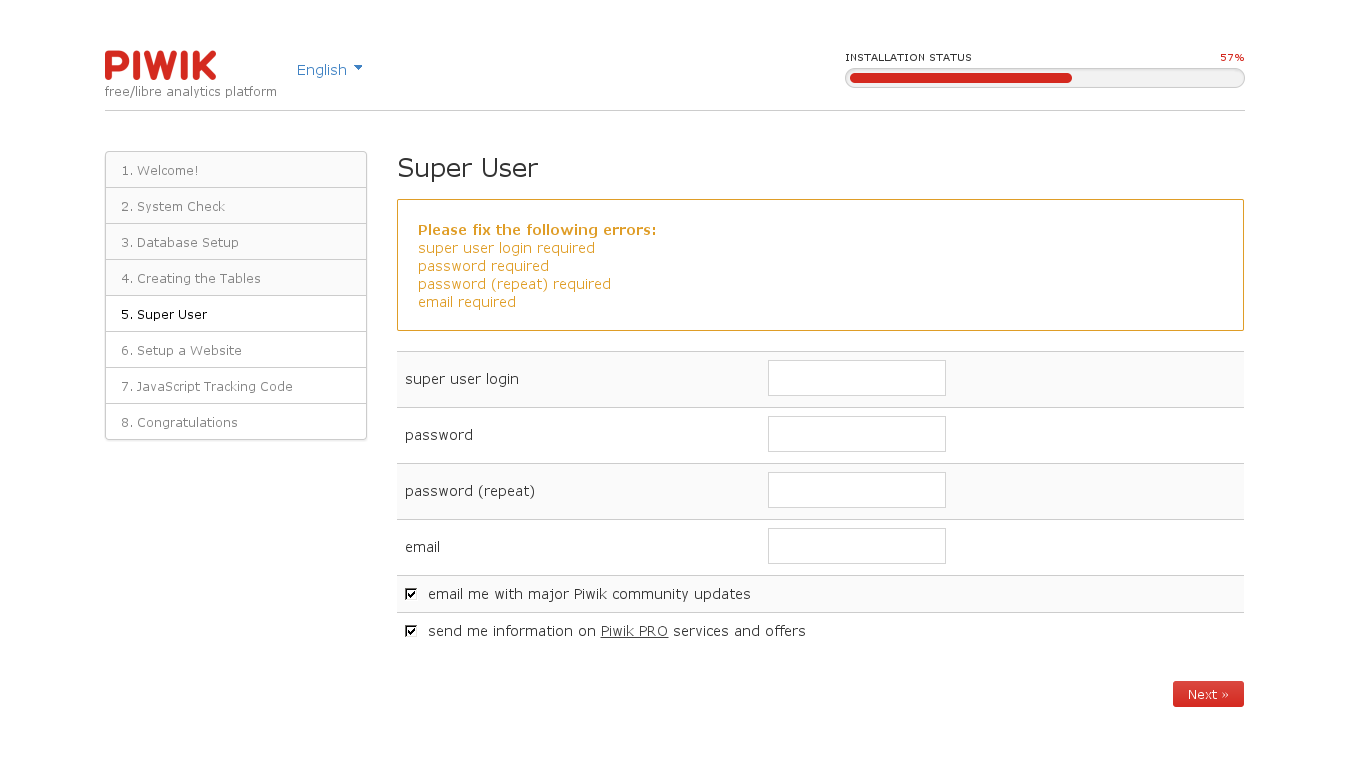 PIWIK
free/libre analytics platform
English
INSTALLATION STATUS 57%
1. Welcome!
2. System Check
3. Database Setup
4. Creating the Tables
5. Super User
6. Setup a Website
7. JavaScript Tracking Code
8. Congratulations
Super User
Please fix the following errors:
super user login required
password required
password (repeat) required
email required
super user login
password
password (repeat)
email
email me with major Piwik community updates
send me information on Piwik PRO services and offers
Next »